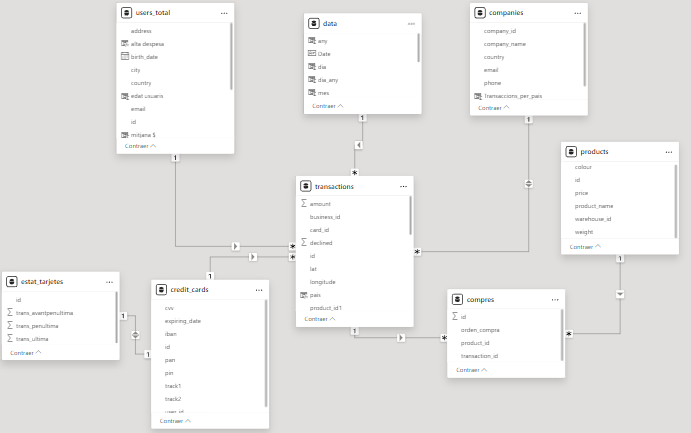 users_total
address
alta despesa
birth_date
city
country
edat usuaris
email
id
mitjana $
Contraer
data
any
Date
dia
dia_any
mes
Contraer
companies
company_id
company_name
country
email
phone
Transaccions_per_pais
Contraer
products
colour
id
price
product_name
warehouse_id
weight
Contraer
transactions
amount
business_id
card_id
declined
id
lat
longitude
pais
product_id1
Contraer
estat_tarjetes
id
trans_avantpenultima
trans_penultima
trans_ultima
Contraer
credit_cards
cvv
expiring_date
iban
id
pan
pin
track1
track2
user_id
Contraer
compres
id
orden_compra
product_id
transaction_id
Contraer
1
1
1
1
*
*
*
*
1
1
1
1
*
*